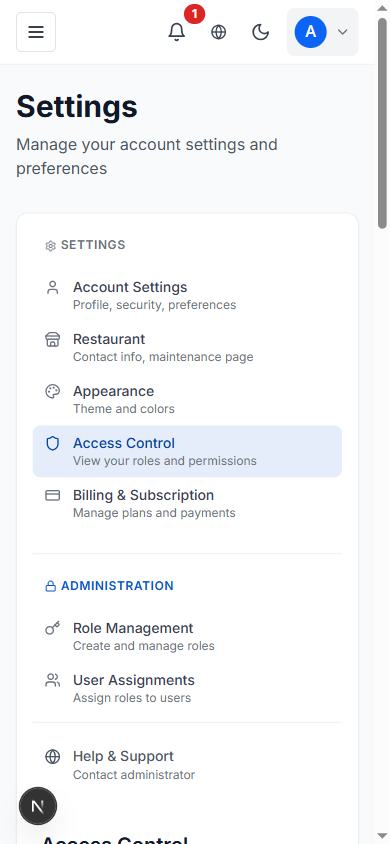 1
A
Settings
Manage your account settings and
preferences
SETTINGS
Account Settings
Profile, security, preferences
Restaurant
Contact info, maintenance page
Appearance
Theme and colors
Access Control
View your roles and permissions
Billing & Subscription
Manage plans and payments
ADMINISTRATION
Role Management
Create and manage roles
User Assignments
Assign roles to users
Help & Support
Contact administrator
N
Access Control